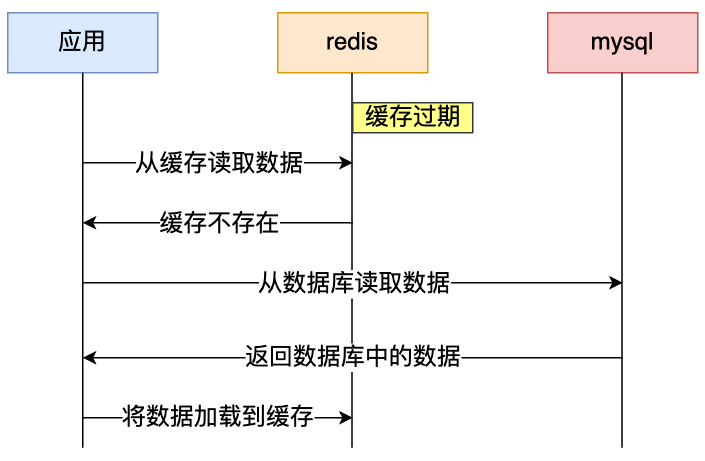 应用
redis
mysql
缓存过期
从缓存读取数据
缓存不存在
从数据库读取数据
返回数据库中的数据
将数据加载到缓存